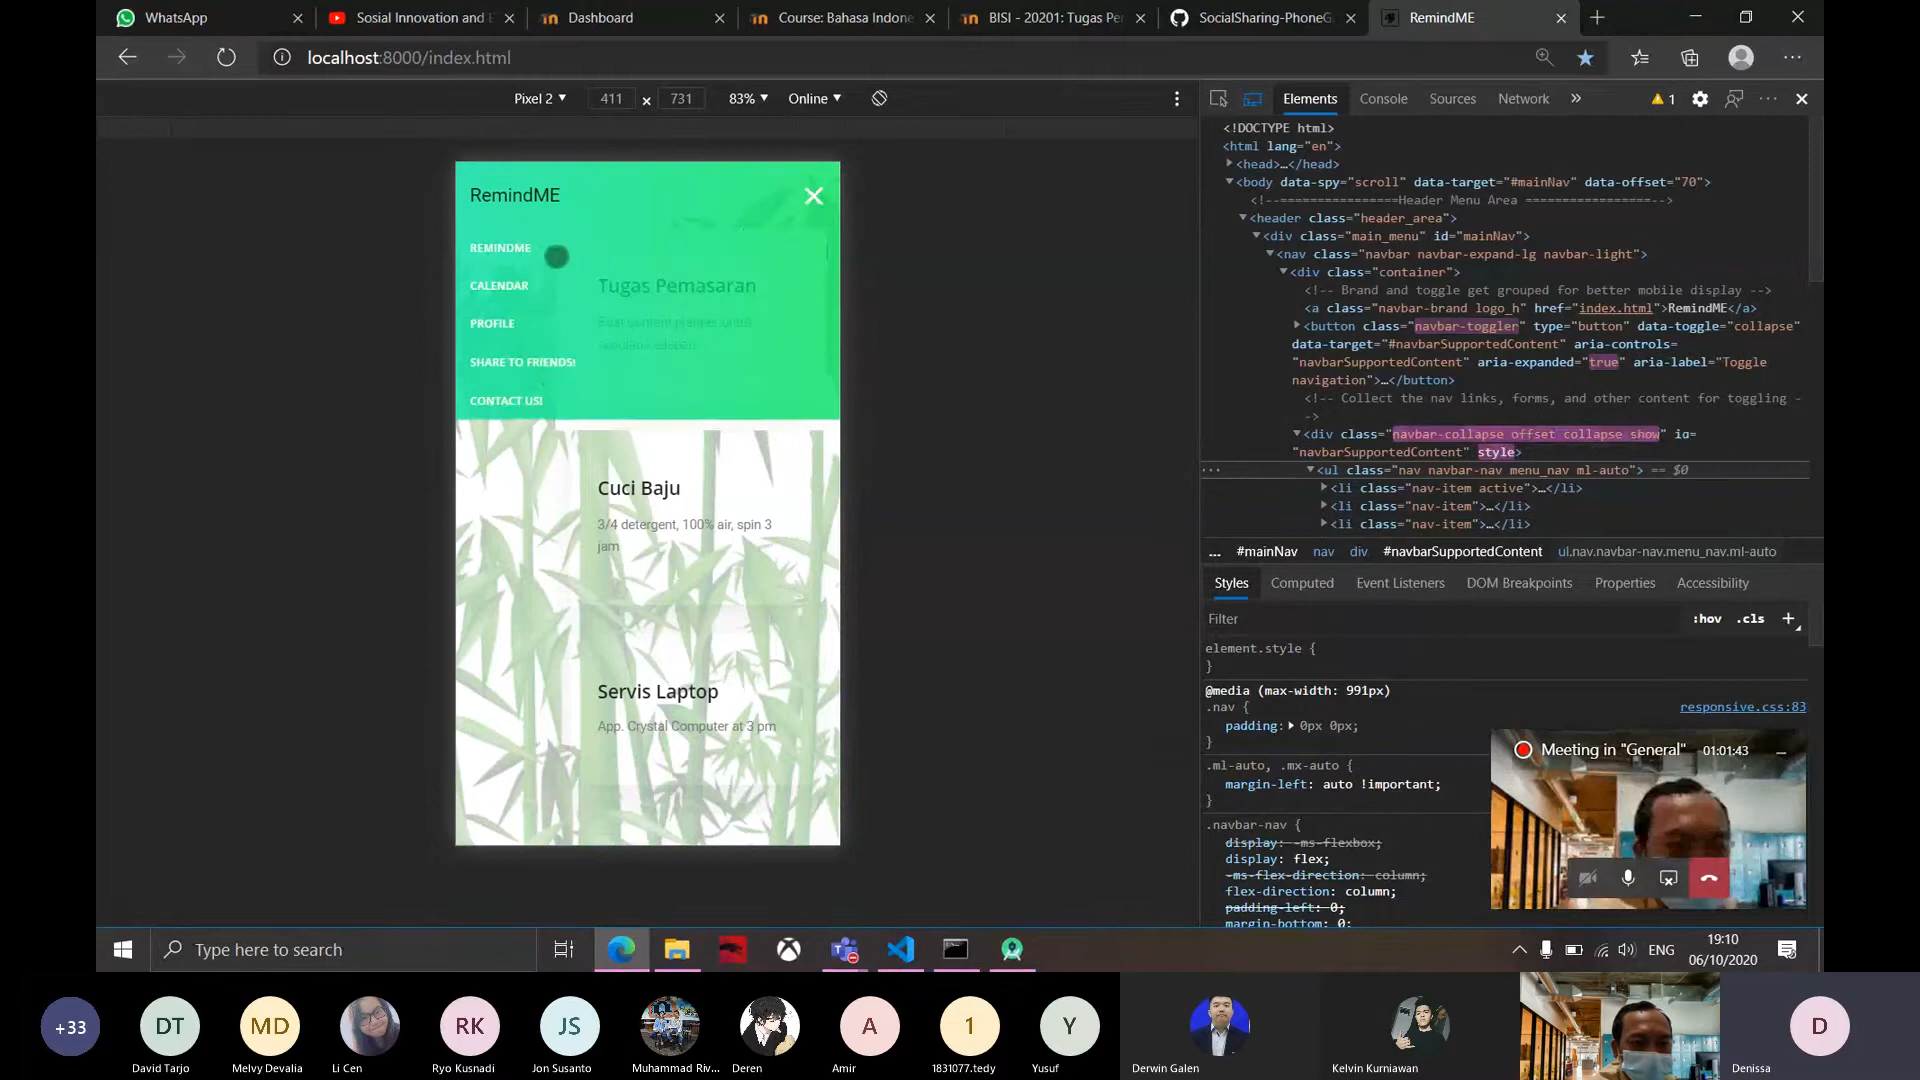 WhatsApp
Sosial Innovation and E
Dashboard
Course: Bahasa Indone
BISI - 20201: Tugas Per
SocialSharing-PhoneG
RemindME
localhost:8000/index.html
Pixel 2
411 x 731
83%
Online
Elements
Console
Sources
Network
1
RemindME
REMINDME
CALENDAR
PROFILE
SHARE TO FRIENDS!
CONTACT US!
Tugas Pemasaran
Cuci Baju
3/4 detergent, 100% air, spin 3
jam
Servis Laptop
App. Crystal Computer at 3 pm
<!DOCTYPE html>
<html lang="en">
<head>…</head>
<body data-spy="scroll" data-target="#mainNav" data-offset="70">
<!--================Header Menu Area =================-->
<header class="header_area">
<div class="main_menu" id="mainNav">
<nav class="navbar navbar-expand-lg navbar-light">
<div class="container">
<!-- Brand and toggle get grouped for better mobile display -->
<a class="navbar-brand logo_h" href="index.html">RemindME</a>
<button class="navbar-toggler" type="button" data-toggle="collapse"
data-target="#navbarSupportedContent" aria-controls=
"navbarSupportedContent" aria-expanded="true" aria-label="Toggle
navigation">…</button>
<!-- Collect the nav links, forms, and other content for toggling -
->
<div class="navbar-collapse offset collapse show" id=
"navbarSupportedContent" style>
... <ul class="nav navbar-nav menu_nav ml-auto"> == $0
<li class="nav-item active">…</li>
<li class="nav-item">…</li>
<li class="nav-item">…</li>
... #mainNav nav div #navbarSupportedContent ul.nav.navbar-nav.menu_nav.ml-auto
Styles
Computed
Event Listeners
DOM Breakpoints
Properties
Accessibility
Filter
:hov .cls +
element.style {
}
@media (max-width: 991px)
.nav {
responsive.css:83
padding: 0px 0px;
}
.ml-auto, .mx-auto {
margin-left: auto !important;
}
.navbar-nav {
display: -ms-flexbox;
display: flex;
-ms-flex-direction: column;
flex-direction: column;
padding-left: 0;
margin-bottom: 0;
Meeting in "General"
01:01:43
Type here to search
ENG
19:10
06/10/2020
+33
DT
MD
RK
JS
A
1
Y
D
David Tarjo
Melvy Devalia
Li Cen
Ryo Kusnadi
Jon Susanto
Muhammad Riv...
Deren
Amir
1831077.tedy
Yusuf
Derwin Galen
Kelvin Kurniawan
Denissa